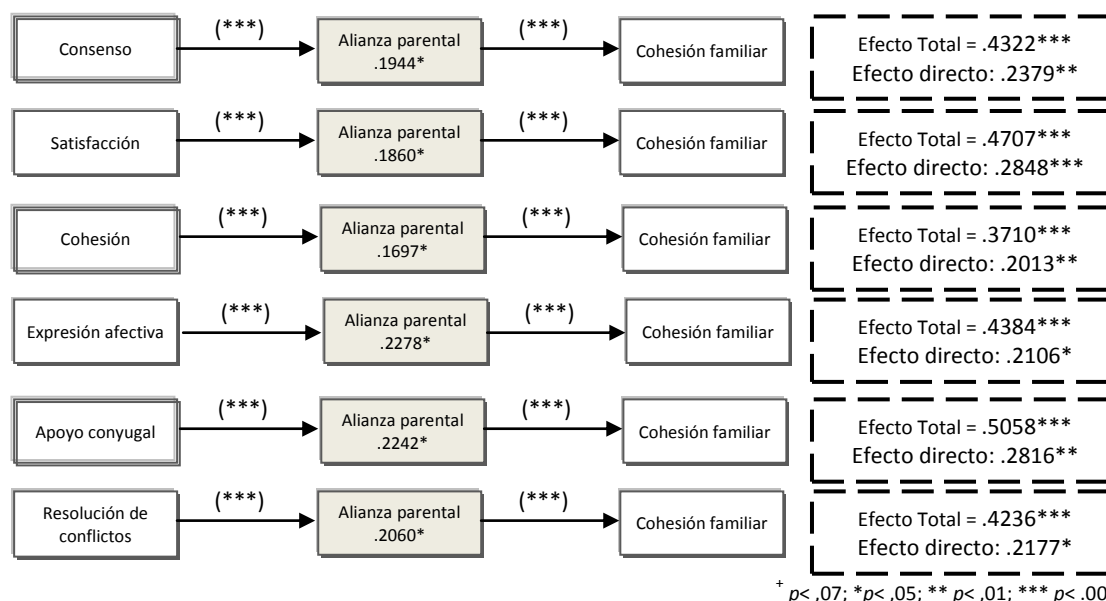 Consenso
(***)
Alianza parental
.1944*
(***)
Cohesión familiar
Efecto Total = .4322***
Efecto directo: .2379**
Satisfacción
(***)
Alianza parental
.1860*
(***)
Cohesión familiar
Efecto Total = .4707***
Efecto directo: .2848***
Cohesión
(***)
Alianza parental
.1697*
(***)
Cohesión familiar
Efecto Total = .3710***
Efecto directo: .2013**
Expresión afectiva
(***)
Alianza parental
.2278*
(***)
Cohesión familiar
Efecto Total = .4384***
Efecto directo: .2106*
Apoyo conyugal
(***)
Alianza parental
.2242*
(***)
Cohesión familiar
Efecto Total = .5058***
Efecto directo: .2816**
Resolución de
conflictos
(***)
Alianza parental
.2060*
(***)
Cohesión familiar
Efecto Total = .4236***
Efecto directo: .2177*
+ p< ,07; *p< ,05; ** p< ,01; *** p< .00